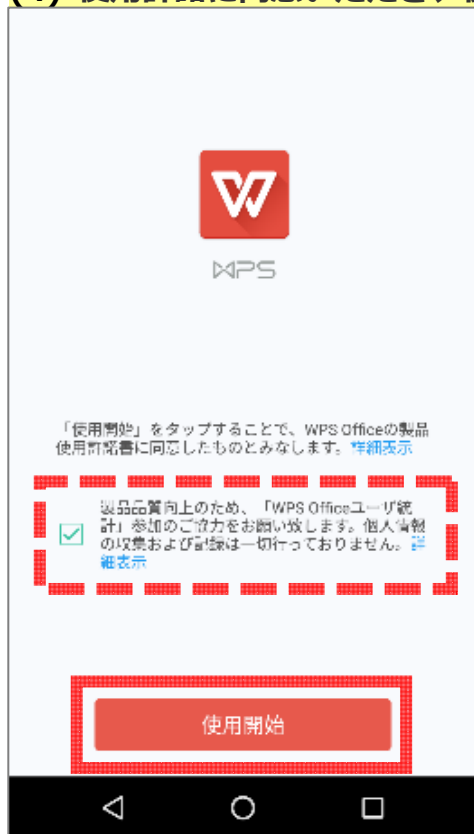 WPS
「使用開始」をタップすることで、WPS Officeの製品
使用許諾書に同意したものとみなします。詳細表示
製品品質向上のため、「WPS Officeユーザ統
計」参加のご協力をお願い致します。個人情報
の収集および記録は一切行っておりません。詳
細表示
使用開始